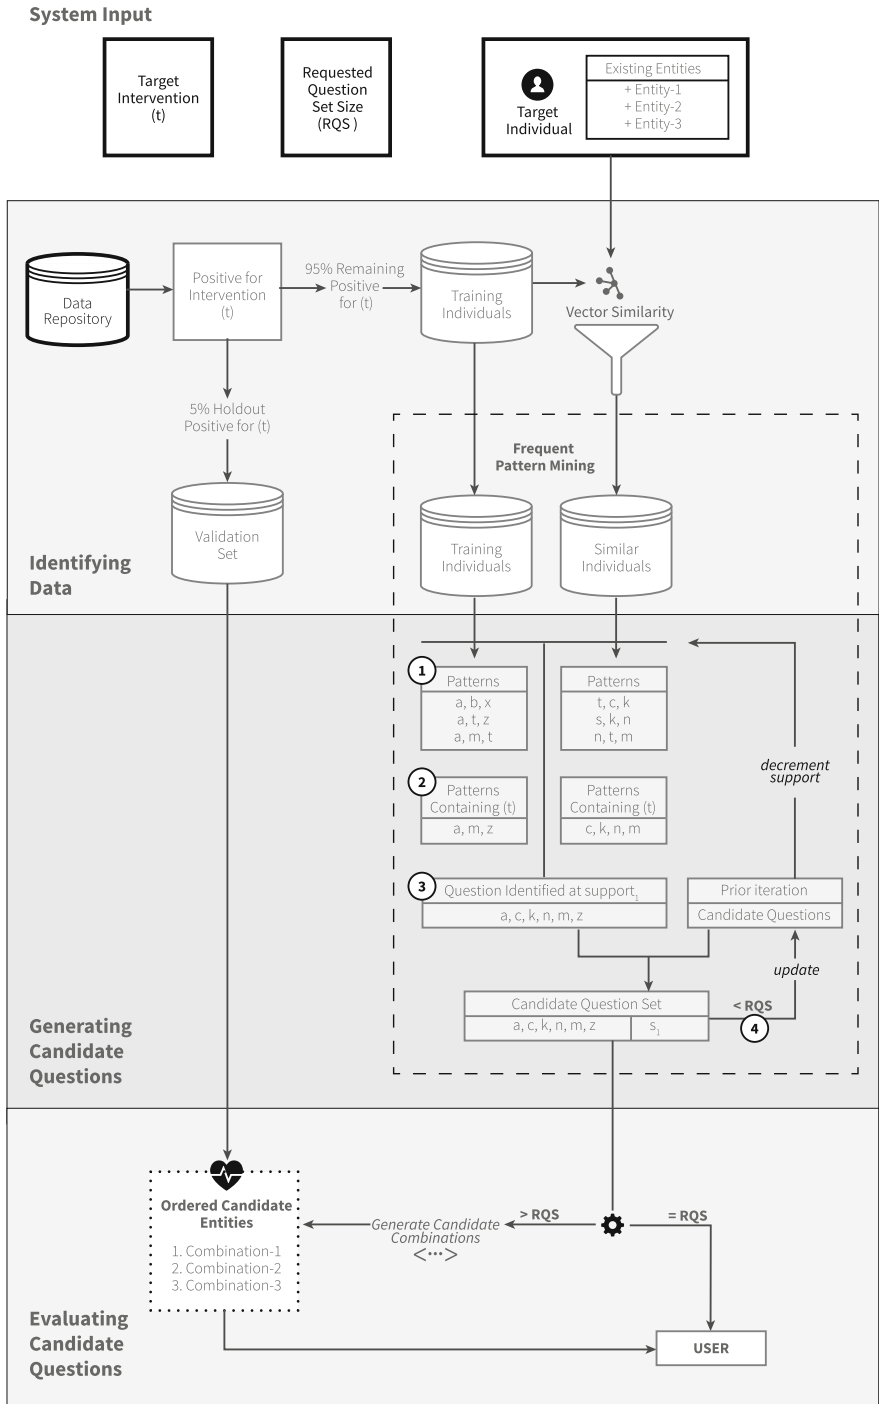 System Input
Target
Intervention
(t)
Requested
Question
Set Size
(RQS )
Target
Individual
Existing Entities
+ Entity-1
+ Entity-2
+ Entity-3
Data
Repository
Positive for
Intervention
(t)
95% Remaining
Positive
for (t)
Training
Individuals
Vector Similarity
5% Holdout
Positive for (t)
Validation
Set
Frequent
Pattern Mining
Training
Individuals
Similar
Individuals
Identifying
Data
1
Patterns
a, b, x
a, t, z
a, m, t
Patterns
t, c, k
s, k, n
n, t, m
decrement
support
2
Patterns
Containing (t)
a, m, z
Patterns
Containing (t)
c, k, n, m
3
Question Identified at support1
a, c, k, n, m, z
Prior iteration
Candidate Questions
update
Candidate Question Set
a, c, k, n, m, z
s1
< RQS
4
Generating
Candidate
Questions
Ordered Candidate
Entities
1. Combination-1
2. Combination-2
3. Combination-3
Generate Candidate
Combinations
<···>
> RQS
= RQS
USER
Evaluating
Candidate
Questions